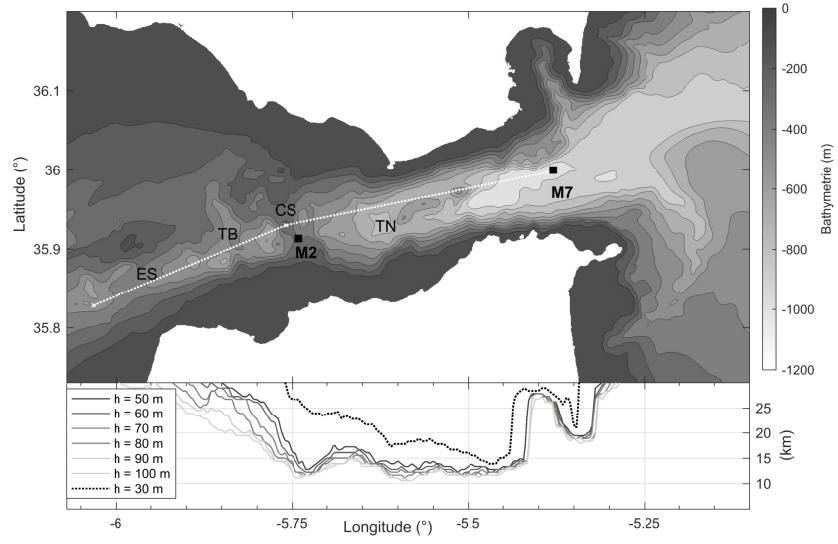 36.1
36
35.9
35.8
Latitude (°)
CS
TB
ES
TN
M2
M7
0
-200
-400
-600
-800
-1000
-1200
Bathymetrie (m)
h = 50 m
h = 60 m
h = 70 m
h = 80 m
h = 90 m
h = 100 m
h = 30 m
25
20
15
10
(km)
-6
-5.75
-5.5
-5.25
Longitude (°)